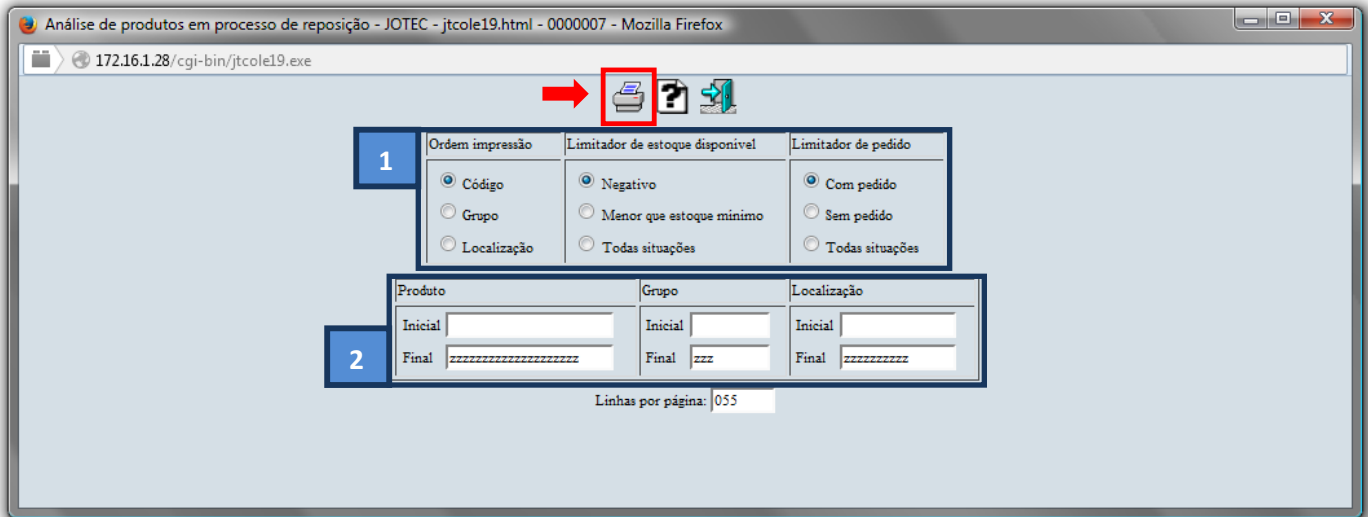 Análise de produtos em processo de reposição - JOTEC - jtcole19.html - 0000007 - Mozilla Firefox
172.16.1.28/cgi-bin/jtcole19.exe
?
1
Ordem impressão Limitador de estoque disponivel Limitador de pedido
Código Negativo Com pedido
Grupo Menor que estoque minimo Sem pedido
Localização Todas situações Todas situações
2
Produto Grupo Localização
Inicial Inicial Inicial
Final zzzzzzzzzzzzzzzzzzzz Final zzz Final zzzzzzzzzz
Linhas por página: 055